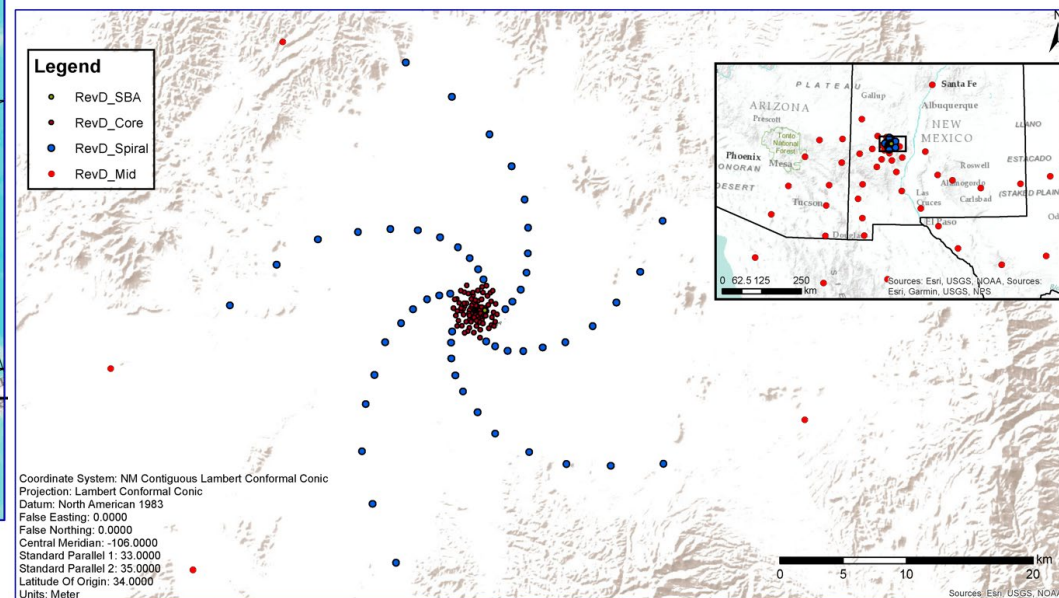 Legend
RevD_SBA
RevD_Core
RevD_Spiral
RevD_Mid
N
PLATEAU
Gallup
Santa Fe
ARIZONA
Albuquerque
Prescott
NEW
MEXICO
LLANO
Tonto
National
Forest
Phoenix
Mesa
Roswell
ESTACADO
SONORAN
DESERT
Alamogordo
(STAKED PLAIN
Las
Cruces
Carlsbad
Tucson
El Paso
Od
Douglas
0 62.5 125 250
km
Sources: Esri, USGS, NOAA, Sources:
Esri, Garmin, USGS, NPS
Coordinate System: NM Contiguous Lambert Conformal Conic
Projection: Lambert Conformal Conic
Datum: North American 1983
False Easting: 0.0000
False Northing: 0.0000
Central Meridian: -106.0000
Standard Parallel 1: 33.0000
Standard Parallel 2: 35.0000
Latitude Of Origin: 34.0000
Units: Meter
km
0 5 10 20
Sources: Esri, USGS, NOA